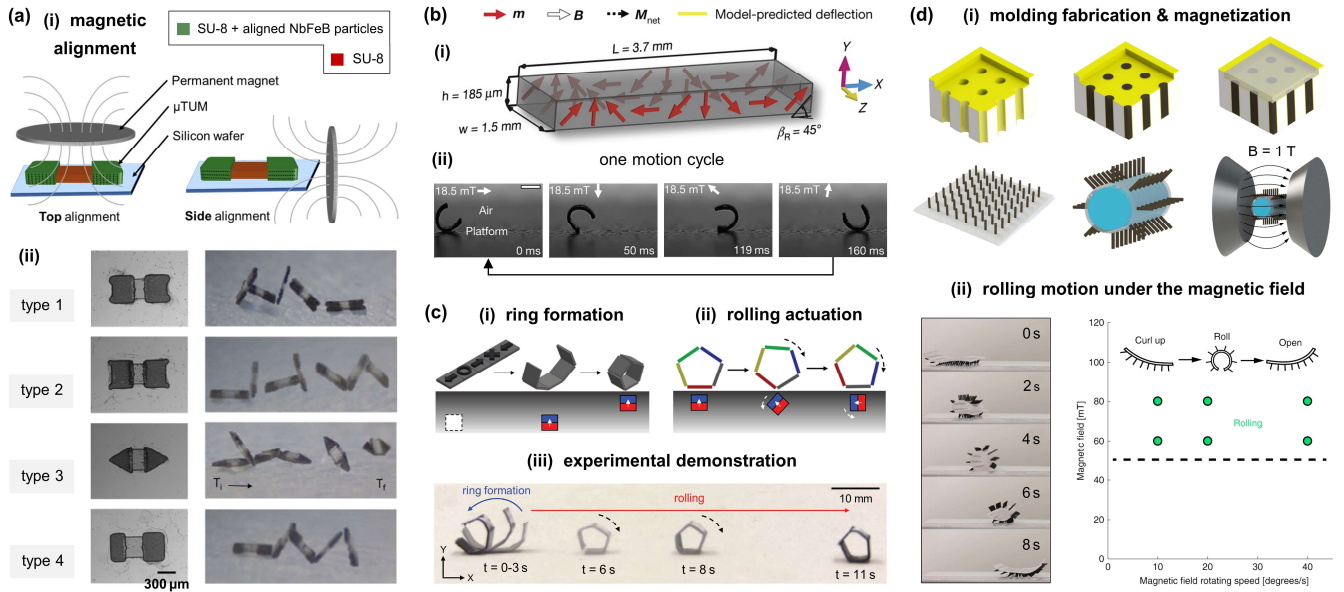 (a)
(i) magnetic
alignment
SU-8 + aligned NbFeB particles
SU-8
Permanent magnet
µTUM
Silicon wafer
Top alignment
Side alignment
(ii)
type 1
type 2
type 3
type 4
Ti
Tf
300 µm
(b)
m
B
Mnet
Model-predicted deflection
(i)
L = 3.7 mm
h = 185 µm
w = 1.5 mm
βR = 45°
Y
X
Z
(ii)
one motion cycle
18.5 mT
Air
Platform
0 ms
18.5 mT
50 ms
18.5 mT
119 ms
18.5 mT
160 ms
(c)
(i) ring formation
(ii) rolling actuation
(iii) experimental demonstration
ring formation
rolling
10 mm
Y
X
t = 0-3 s
t = 6 s
t = 8 s
t = 11 s
(d)
(i) molding fabrication & magnetization
B = 1 T
(ii) rolling motion under the magnetic field
0 s
2 s
4 s
6 s
8 s
Curl up
Roll
Open
Rolling
Magnetic field [mT]
120
100
80
60
40
20
0
0
10
20
30
40
Magnetic field rotating speed [degrees/s]